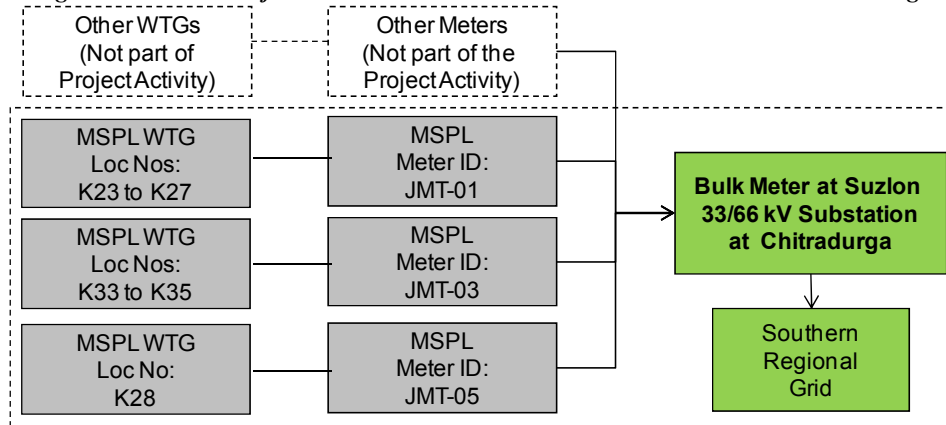 Other WTGs
(Not part of
Project Activity)
Other Meters
(Not part of the
Project Activity)
MSPL WTG
Loc Nos:
K23 to K27
MSPL
Meter ID:
JMT-01
MSPL WTG
Loc Nos:
K33 to K35
MSPL
Meter ID:
JMT-03
MSPL WTG
Loc No:
K28
MSPL
Meter ID:
JMT-05
Bulk Meter at Suzlon
33/66 kV Substation
at Chitradurga
Southern
Regional
Grid